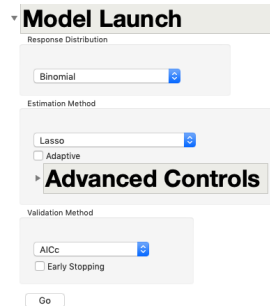 Model Launch
Response Distribution
Binomial
Estimation Method
Lasso
Adaptive
Advanced Controls
Validation Method
AICc
Early Stopping
Go